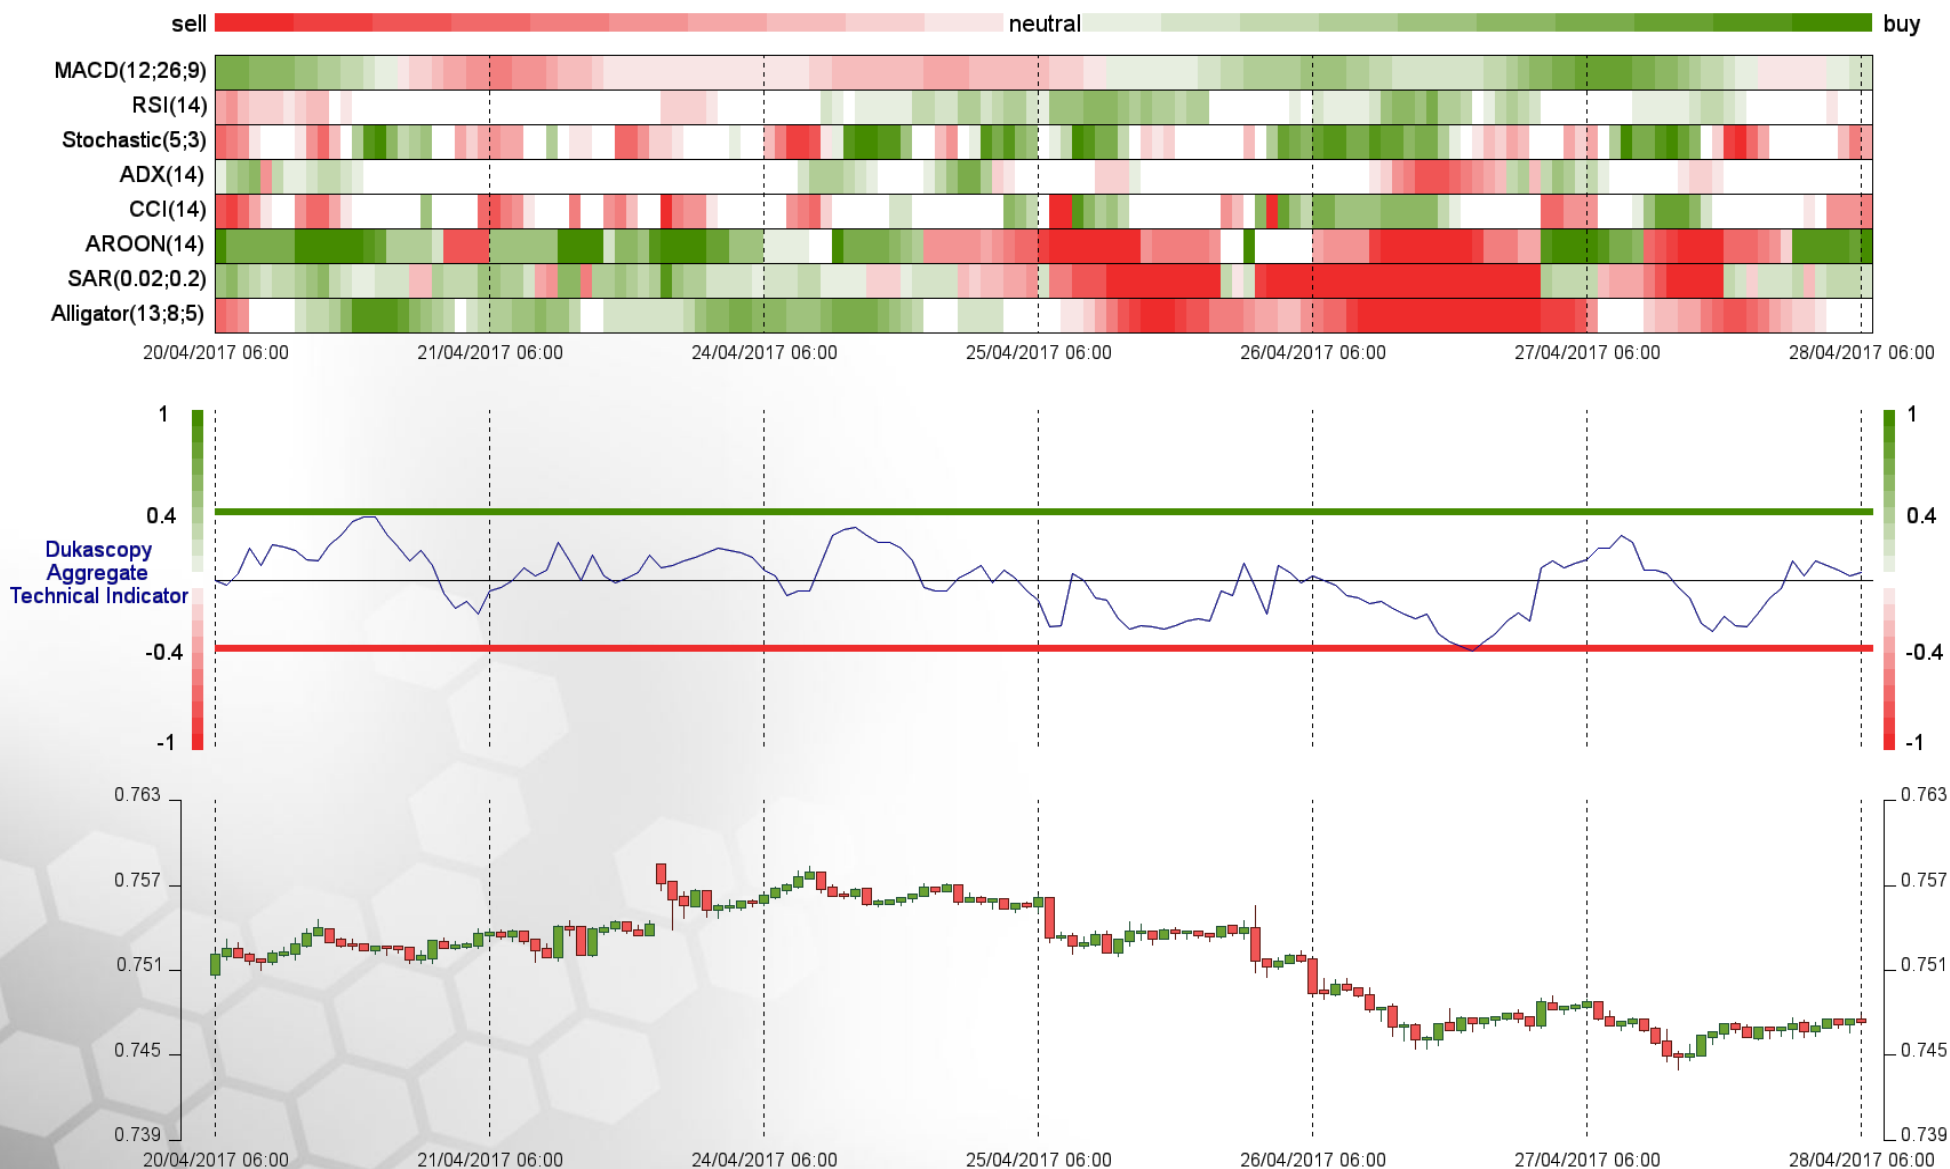 sell neutral buy
MACD(12;26;9)
RSI(14)
Stochastic(5;3)
ADX(14)
CCI(14)
AROON(14)
SAR(0.02;0.2)
Alligator(13;8;5)
20/04/2017 06:00 21/04/2017 06:00 24/04/2017 06:00 25/04/2017 06:00 26/04/2017 06:00 27/04/2017 06:00 28/04/2017 06:00
1 1
0.4 0.4
Dukascopy
Aggregate
Technical Indicator
-0.4 -0.4
-1 -1
0.763 0.763
0.757 0.757
0.751 0.751
0.745 0.745
0.739 0.739
20/04/2017 06:00 21/04/2017 06:00 24/04/2017 06:00 25/04/2017 06:00 26/04/2017 06:00 27/04/2017 06:00 28/04/2017 06:00